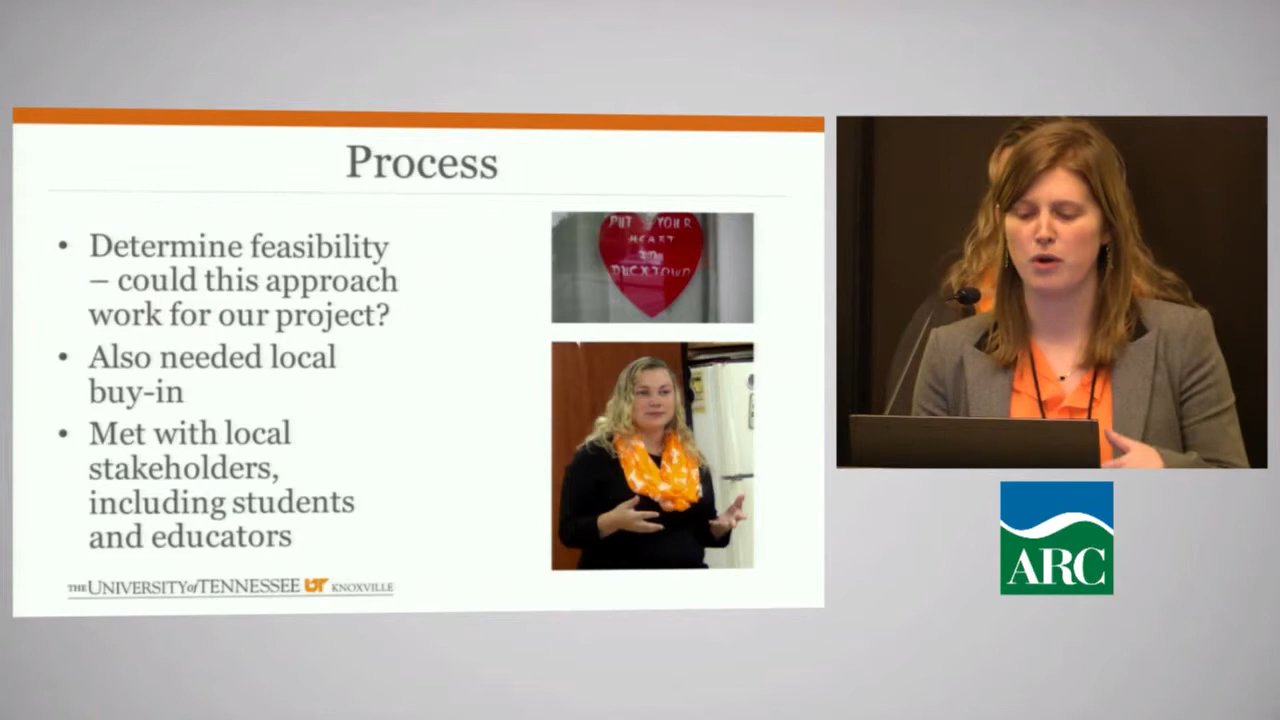 Process
• Determine feasibility
– could this approach
work for our project?
• Also needed local
buy-in
• Met with local
stakeholders,
including students
and educators
PUT YOUR
HEART
DUCKTOWN
THE UNIVERSITY of TENNESSEE UT KNOXVILLE
ARC